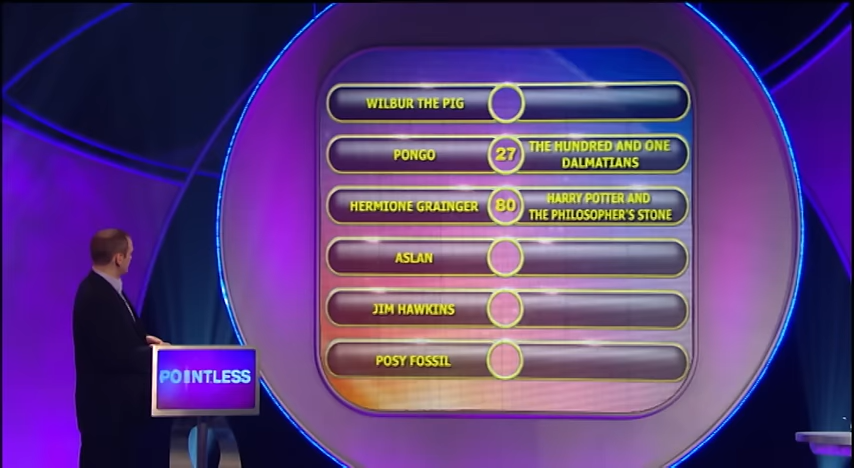 WILBUR THE PIG
PONGO 27 THE HUNDRED AND ONE
DALMATIANS
HERMIONE GRAINGER 80 HARRY POTTER AND
THE PHILOSOPHER'S STONE
ASLAN
JIM HAWKINS
POSY FOSSIL
POINTLESS